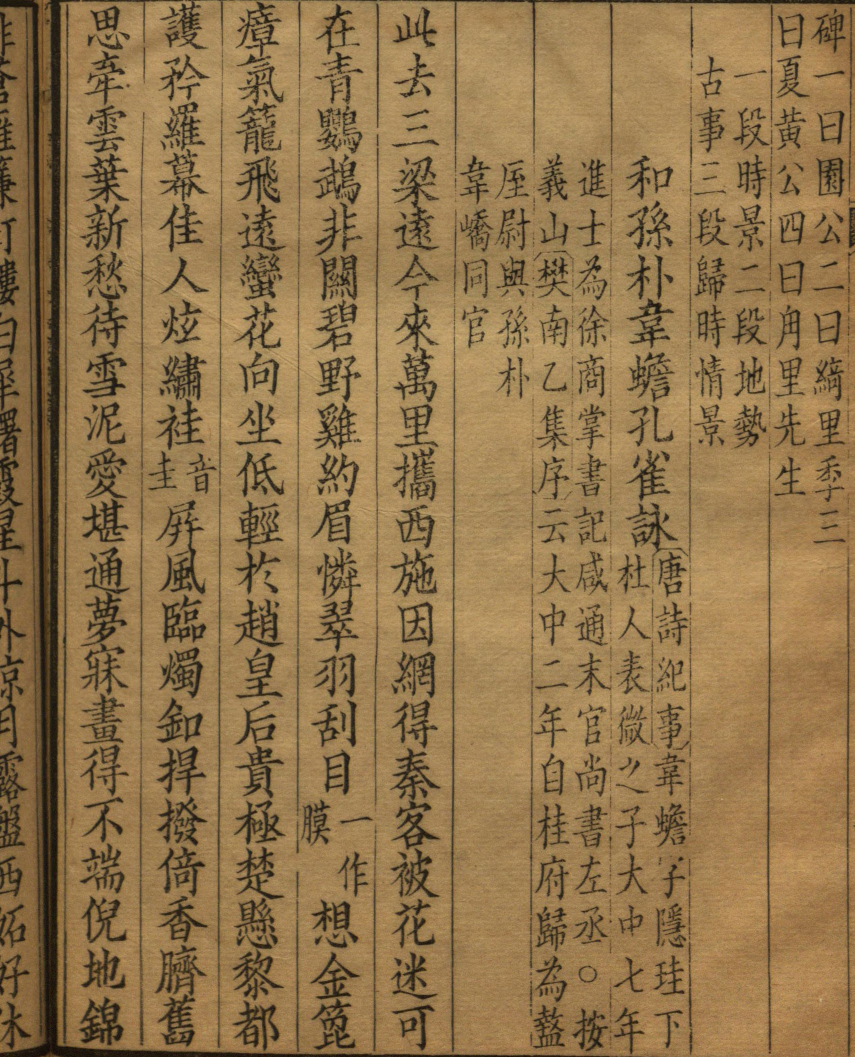 碑一曰園公二曰綺里季三
曰夏黃公四曰角里先生
一段時景二段地勢
古事三段歸時情景
和孫朴韋蟾孔雀詠
唐詩紀事韋蟾字隱珪下
杜人表微之子大中七年
進士為徐商掌書記咸通末官尚書左丞○按
義山樊南乙集序云大中二年自桂府歸為盩
厔尉與孫朴
韋嶠同官
此去三梁遠今來萬里攜西施因網得秦客被花迷可
在青鸚鵡非關碧野雞約眉憐翠羽刮目
一作
膜
想金篦
瘴氣籠飛遠蠻花向坐低輕於趙皇后貴極楚懸黎都
護矜羅幕佳人炫繡袿
音
圭
屛風臨燭釦捍撥倚香臍舊
思牽雲葉新愁待雪泥愛堪通夢寐畫得不端倪地錦